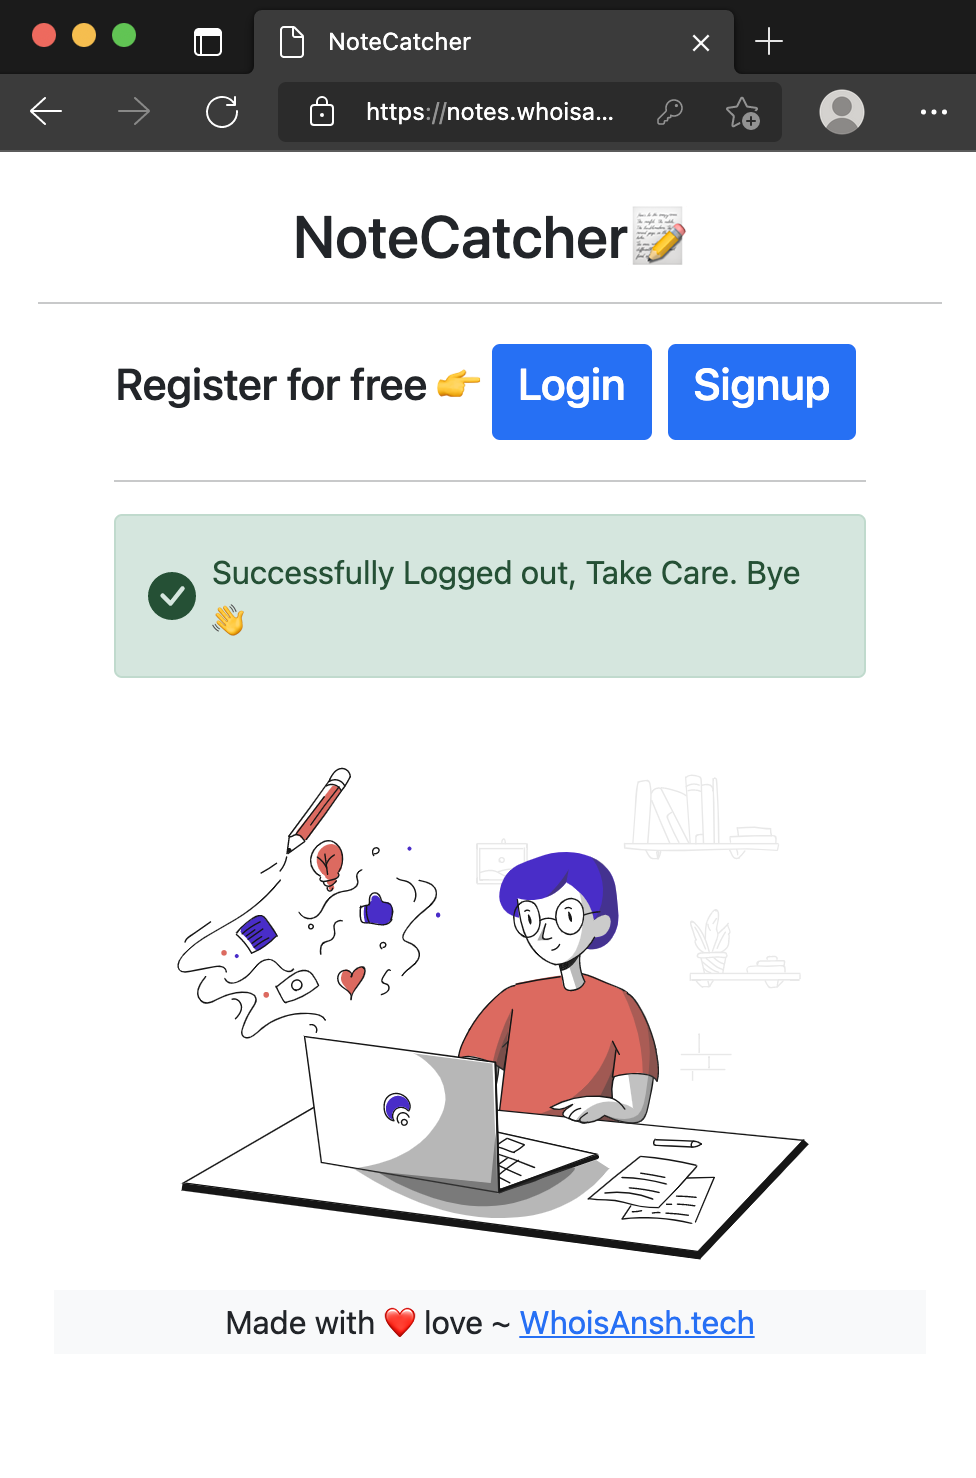 NoteCatcher
https://notes.whoisa...
NoteCatcher📝
Register for free 👉 Login Signup
Successfully Logged out, Take Care. Bye
👋
Made with ❤️ love ~ WhoisAnsh.tech